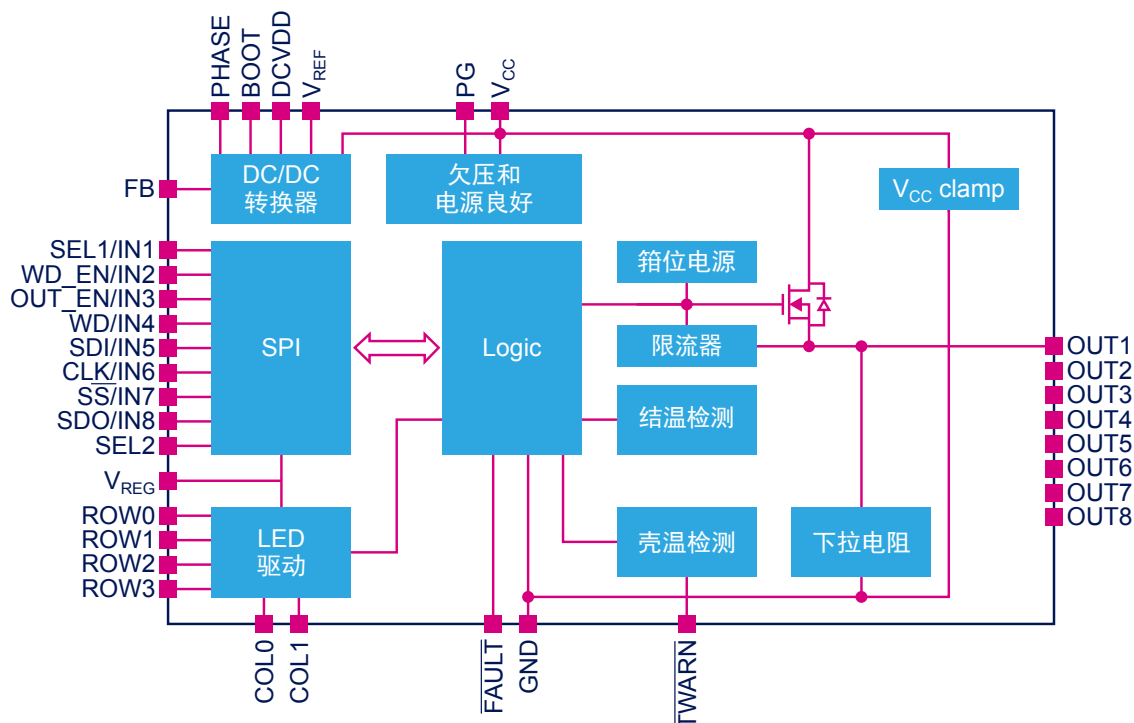 PHASE
BOOT
DCVDD
VREF
PG
VCC
FB
DC/DC
转换器
欠压和
电源良好
VCC clamp
SEL1/IN1
WD_EN/IN2
OUT_EN/IN3
WD/IN4
SDI/IN5
CLK/IN6
SS/IN7
SDO/IN8
SEL2
SPI
Logic
箝位电源
限流器
结温检测
OUT1
OUT2
OUT3
OUT4
OUT5
OUT6
OUT7
OUT8
VREG
ROW0
ROW1
ROW2
ROW3
LED
驱动
壳温检测
下拉电阻
COL0
COL1
FAULT
GND
TWARN